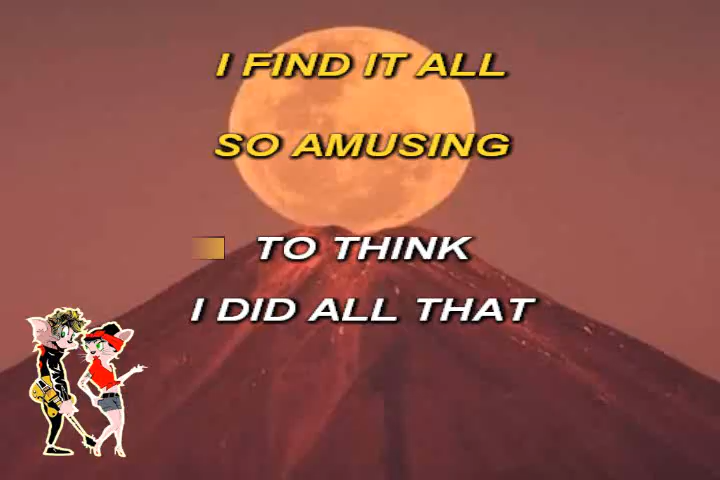 I FIND IT ALL
SO AMUSING
TO THINK
I DID ALL THAT